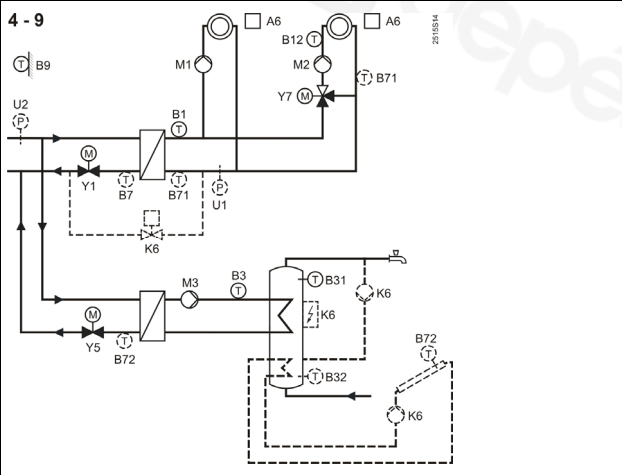 4 - 9
A6
A6
2515S14
B12 T
M1
M2
T B9
T B71
Y7 M
U2
P
B1
T
M
Y1
T
B7
T
B71
P
U1
K6
M3
B3
T
T B31
K6
K6
M
Y5
T
B72
T B32
B72
T
K6